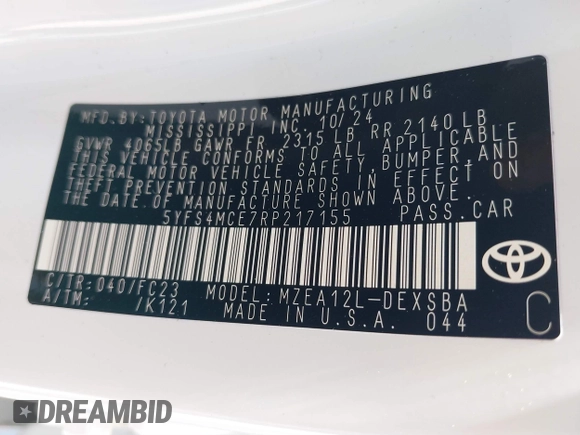 MFD. BY: TOYOTA MOTOR MANUFACTURING
MISSISSIPPI INC. 10/24
GVWR 4065LB GAWR FR 2315 LB RR 2140 LB
THIS VEHICLE CONFORMS TO ALL APPLICABLE
FEDERAL MOTOR VEHICLE SAFETY, BUMPER, AND
THEFT PREVENTION STANDARDS IN EFFECT ON
THE DATE OF MANUFACTURE SHOWN ABOVE.
5YFS4MCE7RP217155 PASS. CAR
C/TR: 040/FC23 MODEL: MZEA12L-DEXSBA
A/TM: /K121 MADE IN U.S.A. 044
C
DREAMBID